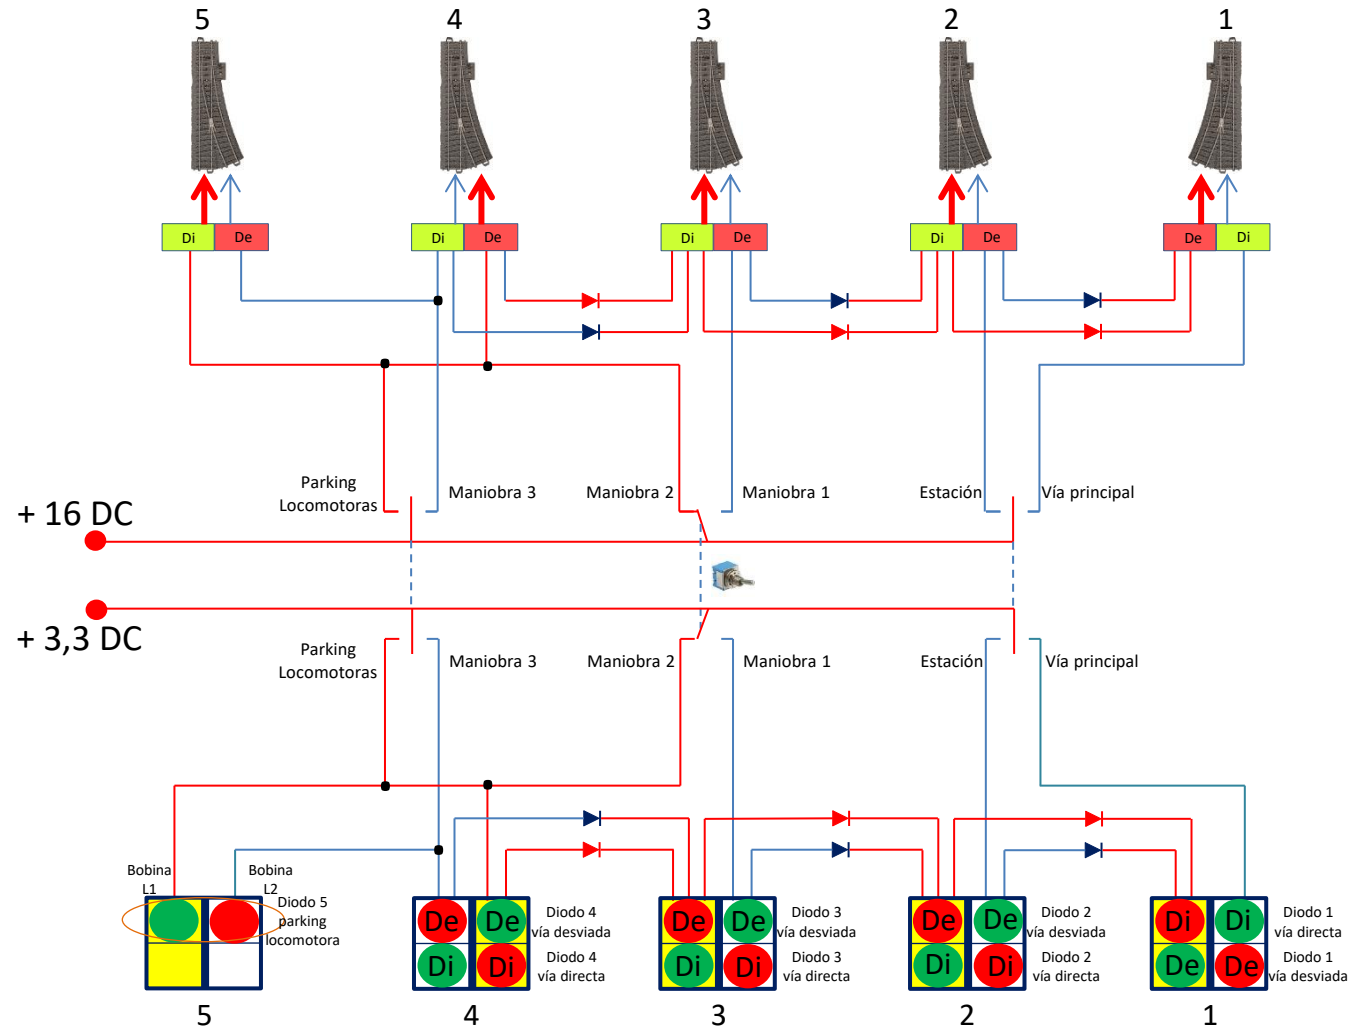 5
4
3
2
1
Di
De
Di
De
Di
De
Di
De
De
Di
Parking
Locomotoras
Maniobra 3
Maniobra 2
Maniobra 1
Estación
Vía principal
+ 16 DC
+ 3,3 DC
Parking
Locomotoras
Maniobra 3
Maniobra 2
Maniobra 1
Estación
Vía principal
Bobina
L1
Bobina
L2
Diodo 5
parking
locomotora
De
De
Di
Di
Diodo 4
vía desviada
Diodo 4
vía directa
De
De
Di
Di
Diodo 3
vía desviada
Diodo 3
vía directa
De
De
Di
Di
Diodo 2
vía desviada
Diodo 2
vía directa
Di
Di
De
De
Diodo 1
vía directa
Diodo 1
vía desviada
5
4
3
2
1